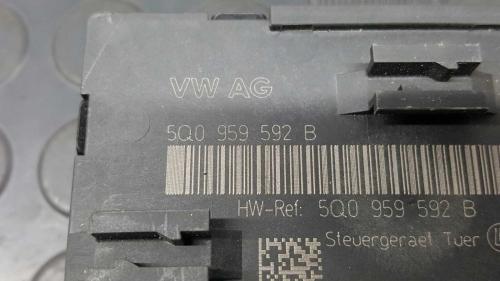 VW AG
5Q0 959 592 B
HW-Ref: 5Q0 959 592 B
Steuergeraet Tuer